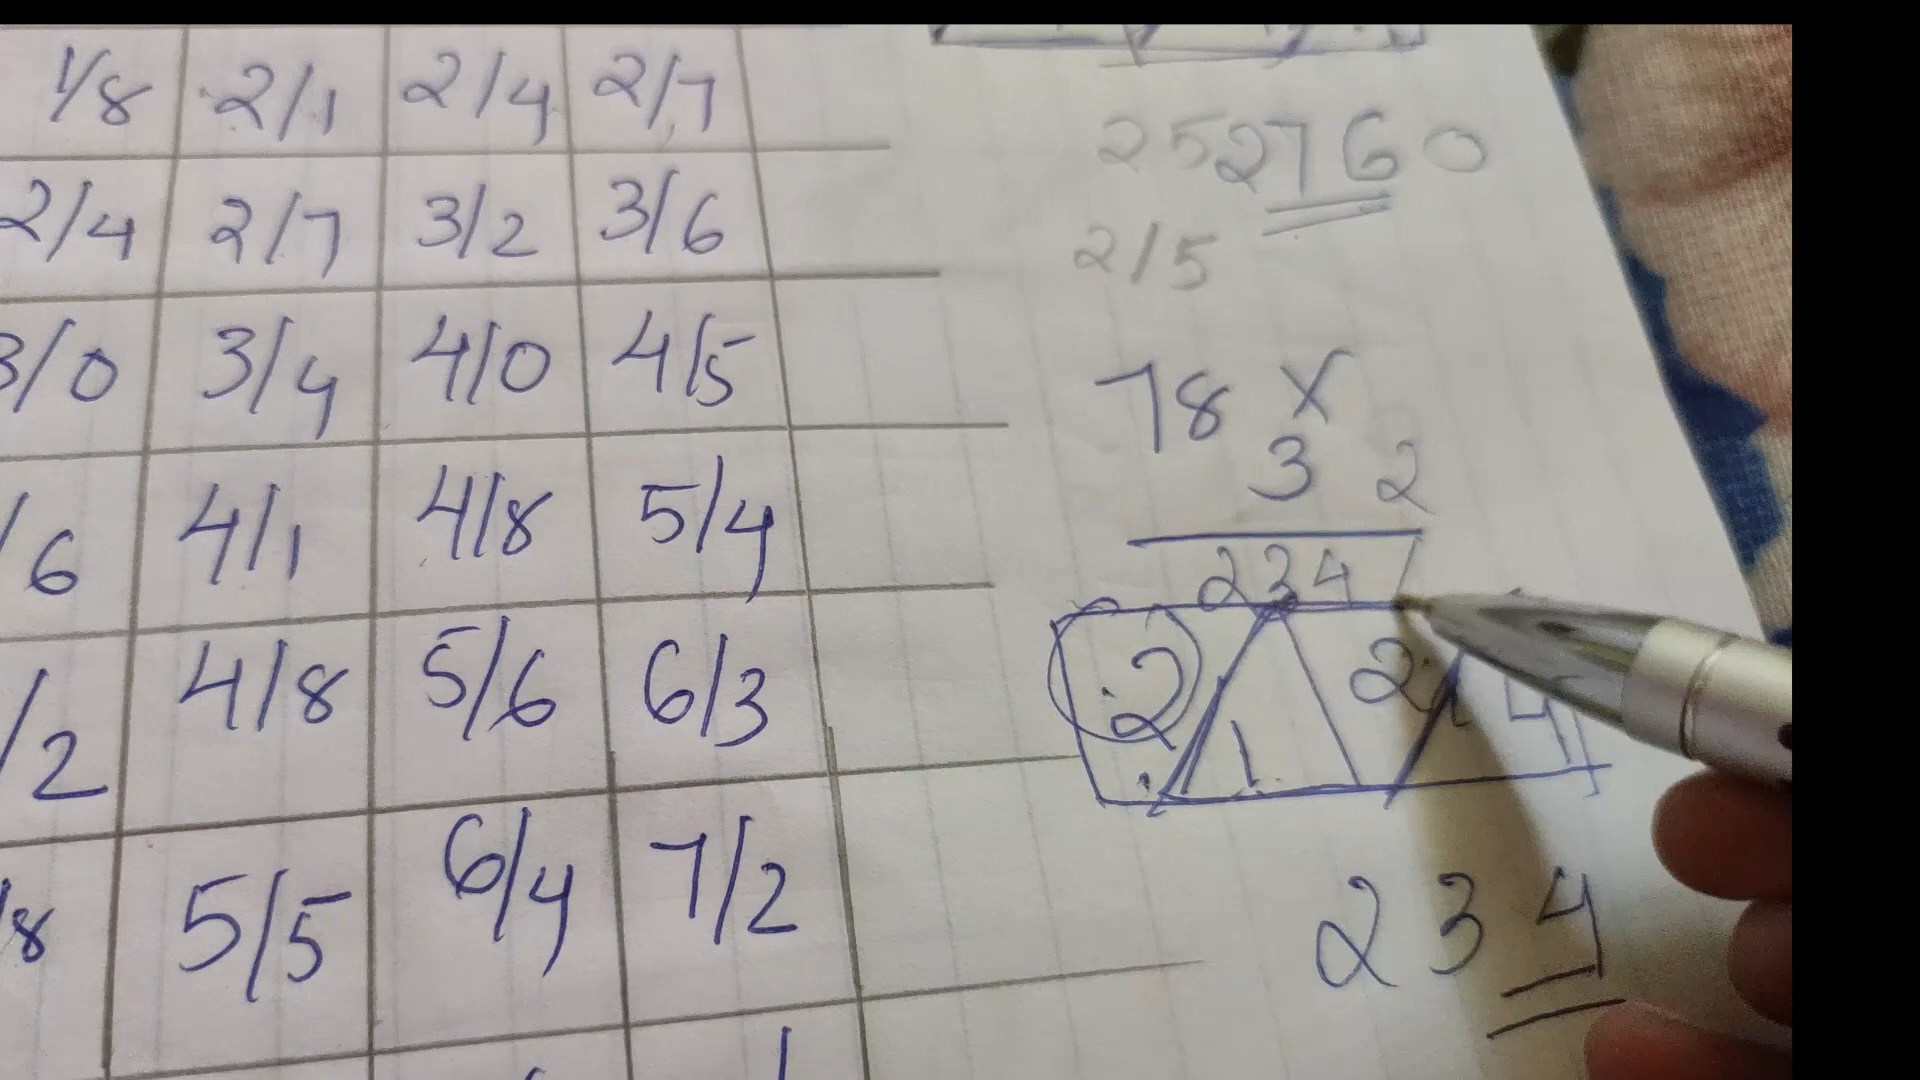 1/8 2/1 2/4 2/7
2/4 2/7 3/2 3/6
3/0 3/4 4/0 4/5
/6 4/1 4/8 5/4
/2 4/8 5/6 6/3
/8 5/5 6/4 7/2
252760
2/5
78 X
3 2
234
2 / 1 2 / 4
234